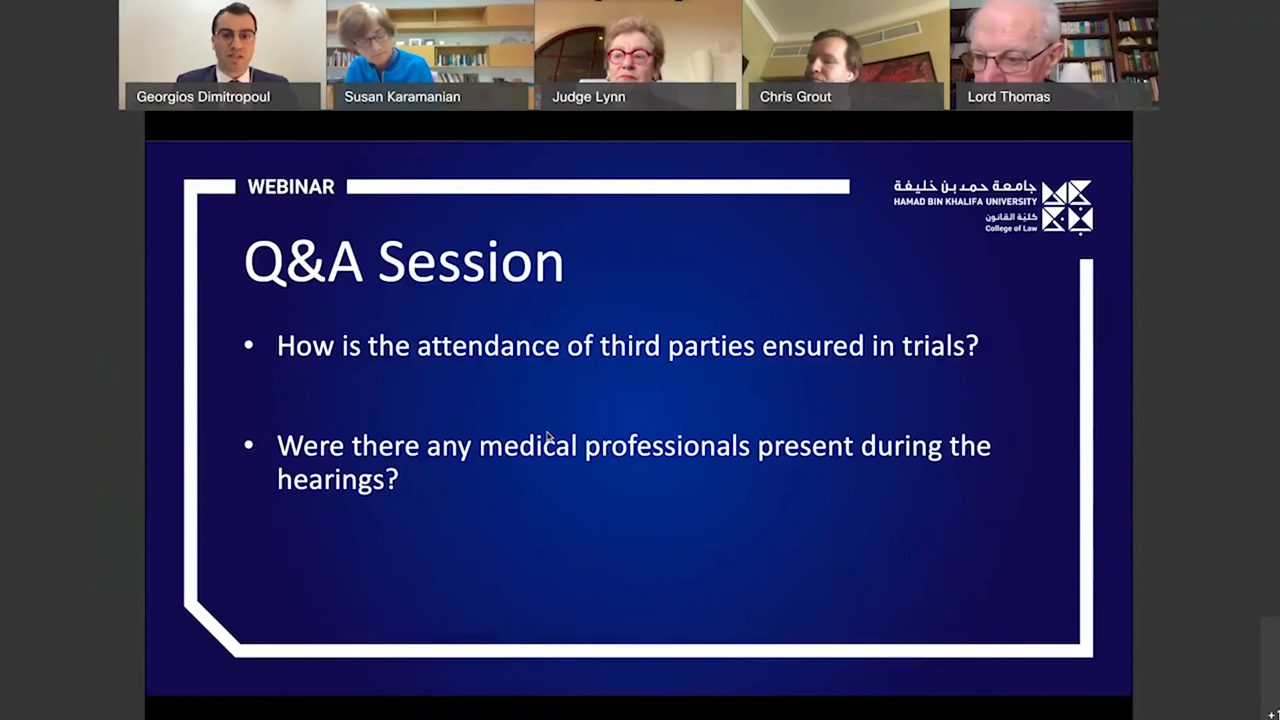 Georgios Dimitropoul
Susan Karamanian
Judge Lynn
Chris Grout
Lord Thomas
WEBINAR
جامعة حمد بن خليفة
HAMAD BIN KHALIFA UNIVERSITY
كليّة القانون
College of Law
Q&A Session
• How is the attendance of third parties ensured in trials?
• Were there any medical professionals present during the
hearings?